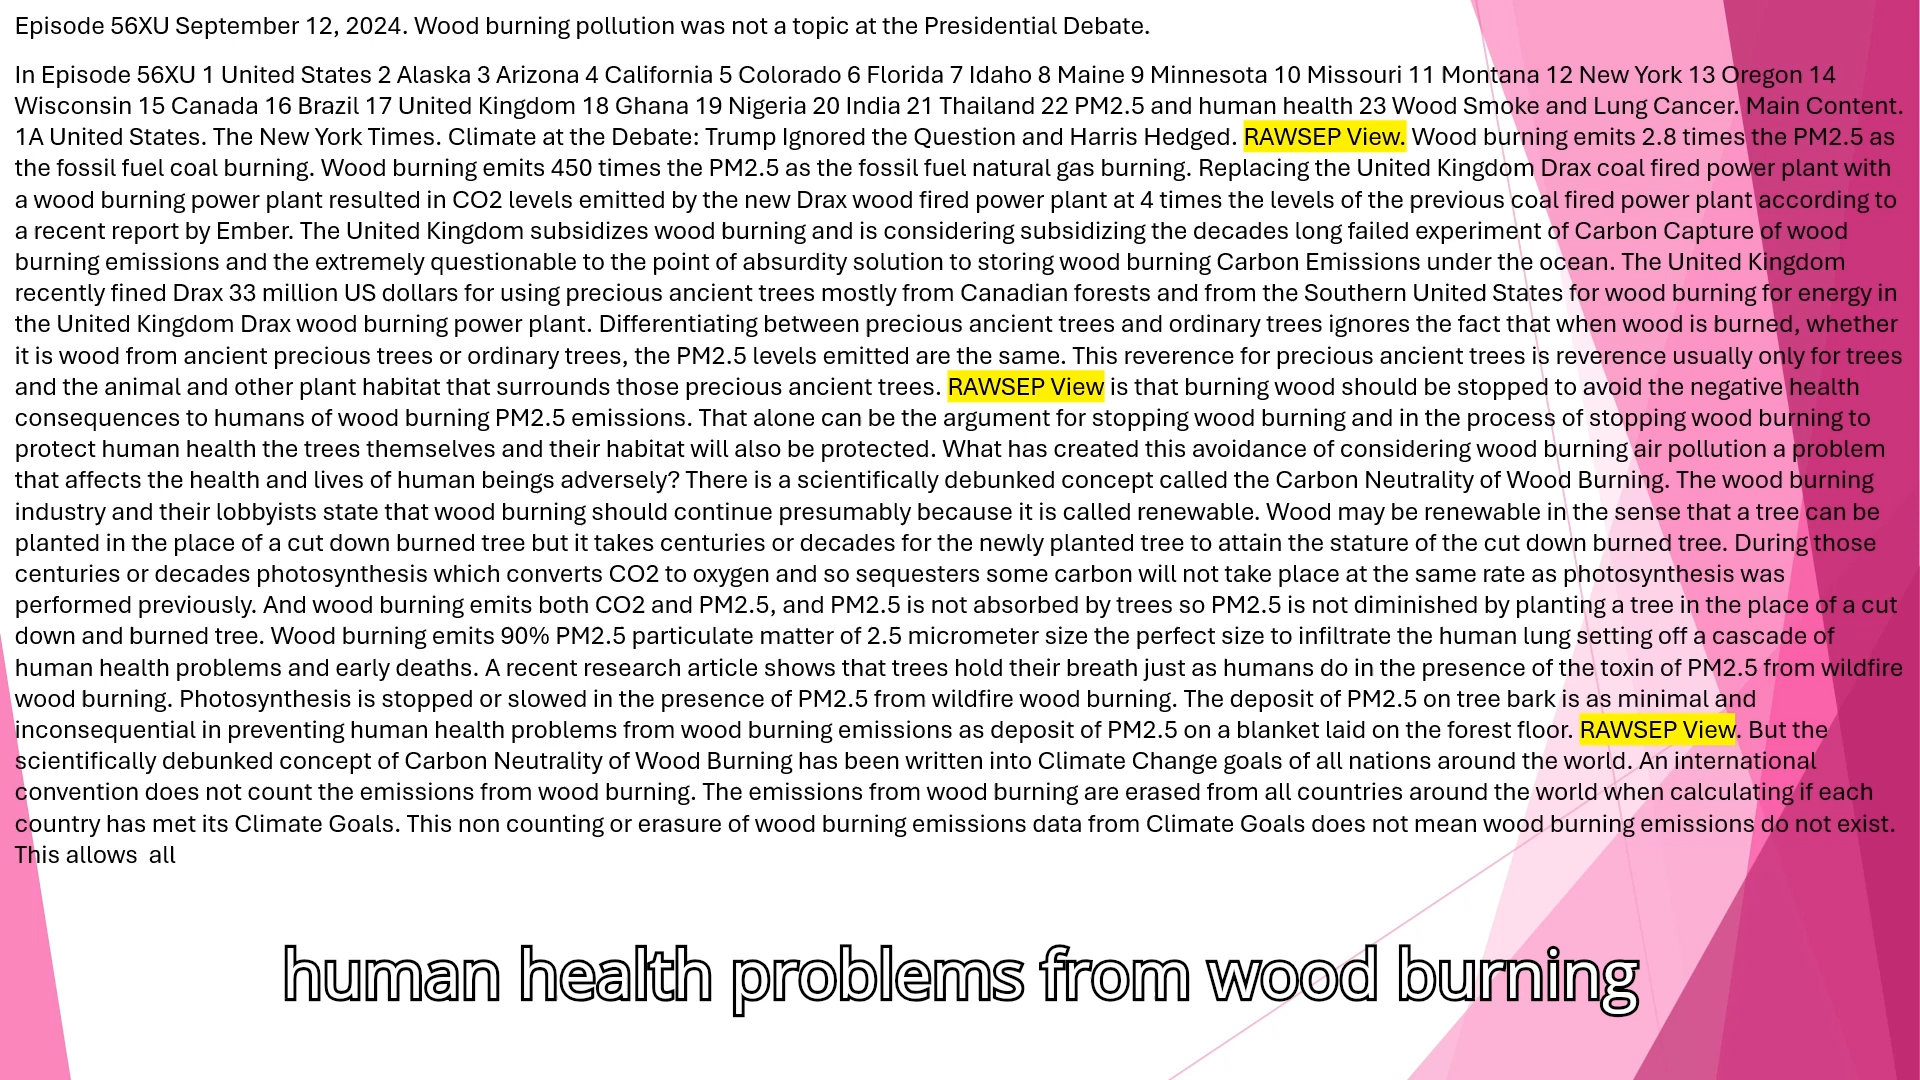 Episode 56XU September 12, 2024. Wood burning pollution was not a topic at the Presidential Debate.
In Episode 56XU 1 United States 2 Alaska 3 Arizona 4 California 5 Colorado 6 Florida 7 Idaho 8 Maine 9 Minnesota 10 Missouri 11 Montana 12 New York 13 Oregon 14
Wisconsin 15 Canada 16 Brazil 17 United Kingdom 18 Ghana 19 Nigeria 20 India 21 Thailand 22 PM2.5 and human health 23 Wood Smoke and Lung Cancer. Main Content.
1A United States. The New York Times. Climate at the Debate: Trump Ignored the Question and Harris Hedged. RAWSEP View. Wood burning emits 2.8 times the PM2.5 as
the fossil fuel coal burning. Wood burning emits 450 times the PM2.5 as the fossil fuel natural gas burning. Replacing the United Kingdom Drax coal fired power plant with
a wood burning power plant resulted in CO2 levels emitted by the new Drax wood fired power plant at 4 times the levels of the previous coal fired power plant according to
a recent report by Ember. The United Kingdom subsidizes wood burning and is considering subsidizing the decades long failed experiment of Carbon Capture of wood
burning emissions and the extremely questionable to the point of absurdity solution to storing wood burning Carbon Emissions under the ocean. The United Kingdom
recently fined Drax 33 million US dollars for using precious ancient trees mostly from Canadian forests and from the Southern United States for wood burning for energy in
the United Kingdom Drax wood burning power plant. Differentiating between precious ancient trees and ordinary trees ignores the fact that when wood is burned, whether
it is wood from ancient precious trees or ordinary trees, the PM2.5 levels emitted are the same. This reverence for precious ancient trees is reverence usually only for trees
and the animal and other plant habitat that surrounds those precious ancient trees. RAWSEP View is that burning wood should be stopped to avoid the negative health
consequences to humans of wood burning PM2.5 emissions. That alone can be the argument for stopping wood burning and in the process of stopping wood burning to
protect human health the trees themselves and their habitat will also be protected. What has created this avoidance of considering wood burning air pollution a problem
that affects the health and lives of human beings adversely? There is a scientifically debunked concept called the Carbon Neutrality of Wood Burning. The wood burning
industry and their lobbyists state that wood burning should continue presumably because it is called renewable. Wood may be renewable in the sense that a tree can be
planted in the place of a cut down burned tree but it takes centuries or decades for the newly planted tree to attain the stature of the cut down burned tree. During those
centuries or decades photosynthesis which converts CO2 to oxygen and so sequesters some carbon will not take place at the same rate as photosynthesis was
performed previously. And wood burning emits both CO2 and PM2.5, and PM2.5 is not absorbed by trees so PM2.5 is not diminished by planting a tree in the place of a cut
down and burned tree. Wood burning emits 90% PM2.5 particulate matter of 2.5 micrometer size the perfect size to infiltrate the human lung setting off a cascade of
human health problems and early deaths. A recent research article shows that trees hold their breath just as humans do in the presence of the toxin of PM2.5 from wildfire
wood burning. Photosynthesis is stopped or slowed in the presence of PM2.5 from wildfire wood burning. The deposit of PM2.5 on tree bark is as minimal and
inconsequential in preventing human health problems from wood burning emissions as deposit of PM2.5 on a blanket laid on the forest floor. RAWSEP View. But the
scientifically debunked concept of Carbon Neutrality of Wood Burning has been written into Climate Change goals of all nations around the world. An international
convention does not count the emissions from wood burning. The emissions from wood burning are erased from all countries around the world when calculating if each
country has met its Climate Goals. This non counting or erasure of wood burning emissions data from Climate Goals does not mean wood burning emissions do not exist.
This allows  all
human health problems from wood burning